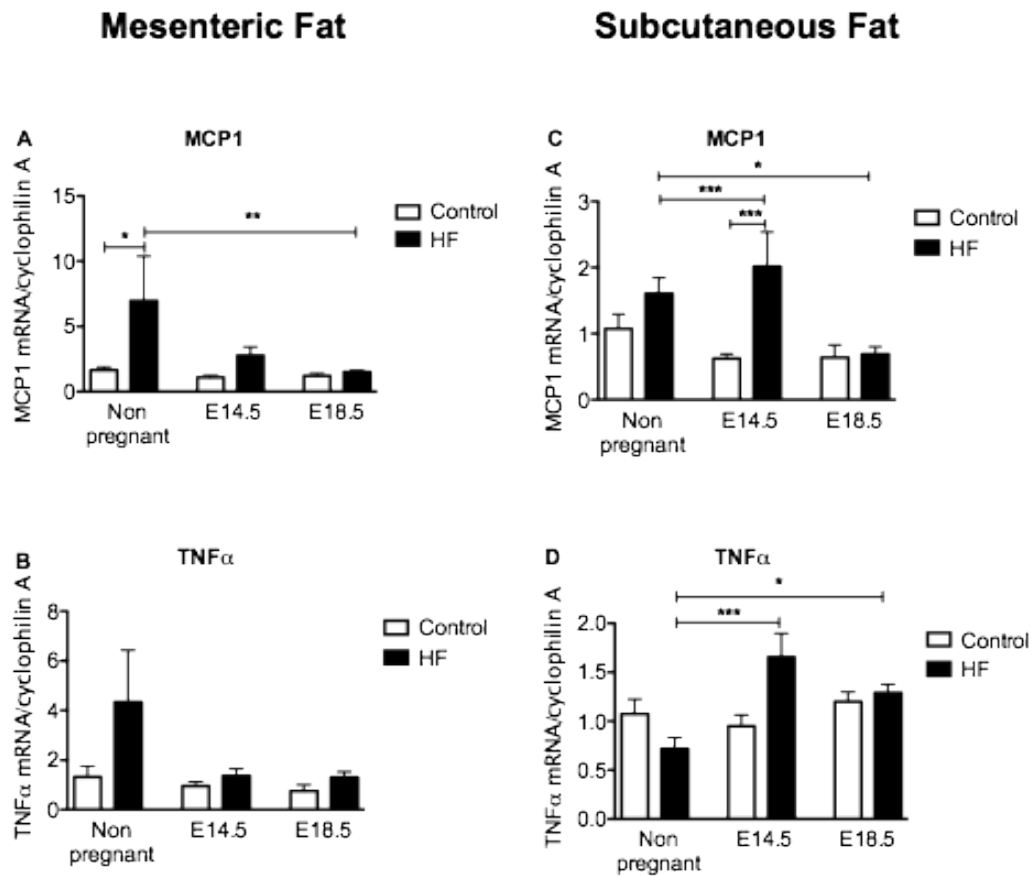 Mesenteric Fat
Subcutaneous Fat
A
MCP1
MCP1 mRNA/cyclophilin A
15
10
5
0
*
**
Control
HF
Non pregnant
E14.5
E18.5
C
MCP1
MCP1 mRNA/cyclophilin A
3
2
1
0
*
***
***
Control
HF
Non pregnant
E14.5
E18.5
B
TNFα
TNFα mRNA/cyclophilin A
8
6
4
2
0
Control
HF
Non pregnant
E14.5
E18.5
D
TNFα
TNFα mRNA/cyclophilin A
2.0
1.5
1.0
0.5
0.0
*
***
Control
HF
Non pregnant
E14.5
E18.5